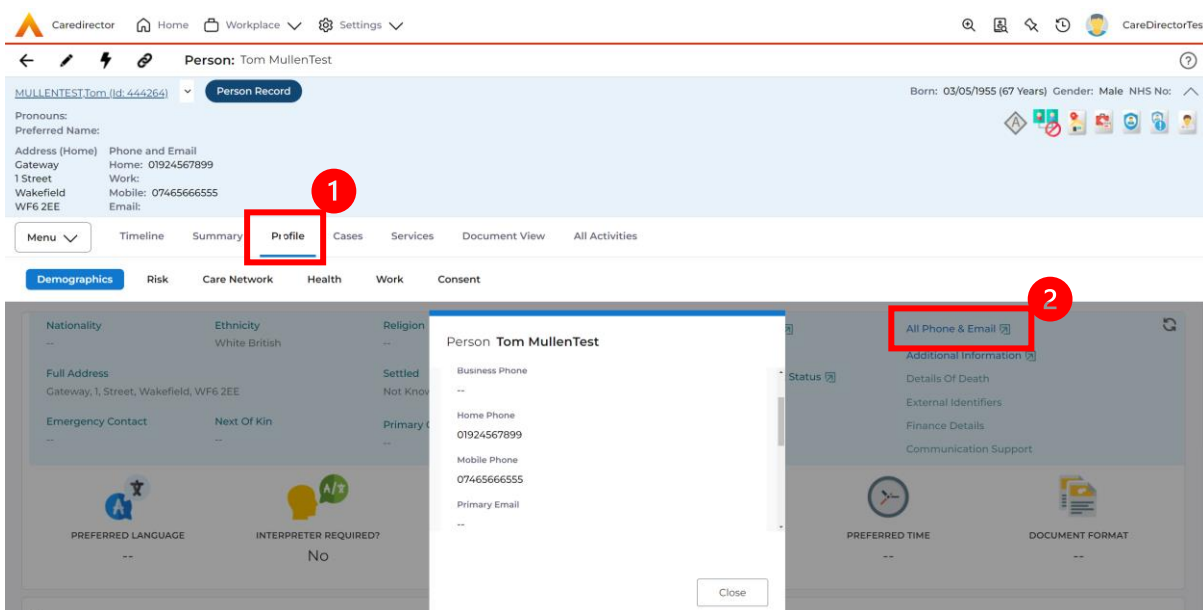 Caredirector Home Workplace Settings CareDirectorTes
Person: Tom MullenTest
MULLENTEST,Tom (Id: 444264) Person Record Born: 03/05/1955 (67 Years) Gender: Male NHS No:
Pronouns:
Preferred Name:
Address (Home) Phone and Email
Gateway Home: 01924567899
1 Street Work:
Wakefield Mobile: 07465666555
WF6 2EE Email:
1
Menu Timeline Summary Profile Cases Services Document View All Activities
Demographics Risk Care Network Health Work Consent
2
Nationality Ethnicity Religion All Phone & Email
-- White British --
Additional Information
Full Address Settled Status Details Of Death
Gateway, 1, Street, Wakefield, WF6 2EE Not Know
External Identifiers
Emergency Contact Next Of Kin Primary Finance Details
-- -- --
Communication Support
Person Tom MullenTest
Business Phone
--
Home Phone
01924567899
Mobile Phone
07465666555
Primary Email
--
Close
PREFERRED LANGUAGE INTERPRETER REQUIRED? PREFERRED TIME DOCUMENT FORMAT
-- No -- --